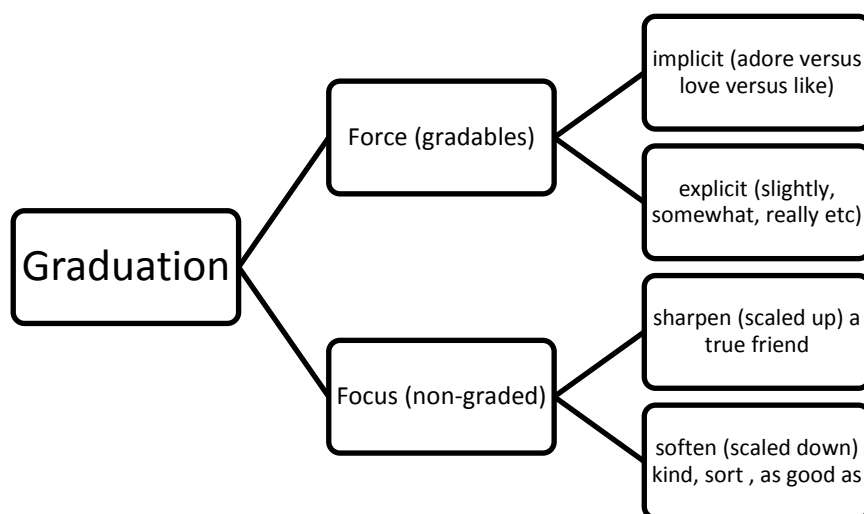 Graduation
Force (gradables)
implicit (adore versus
love versus like)
explicit (slightly,
somewhat, really etc)
Focus (non-graded)
sharpen (scaled up) a
true friend
soften (scaled down)
kind, sort , as good as